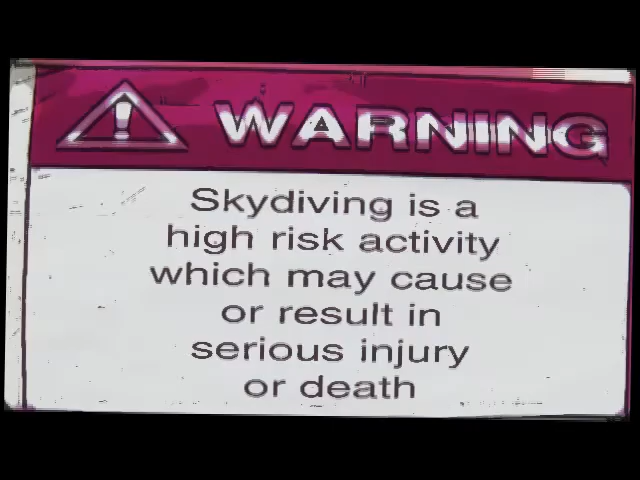 WARNING
Skydiving is a
high risk activity
which may cause
or result in
serious injury
or death